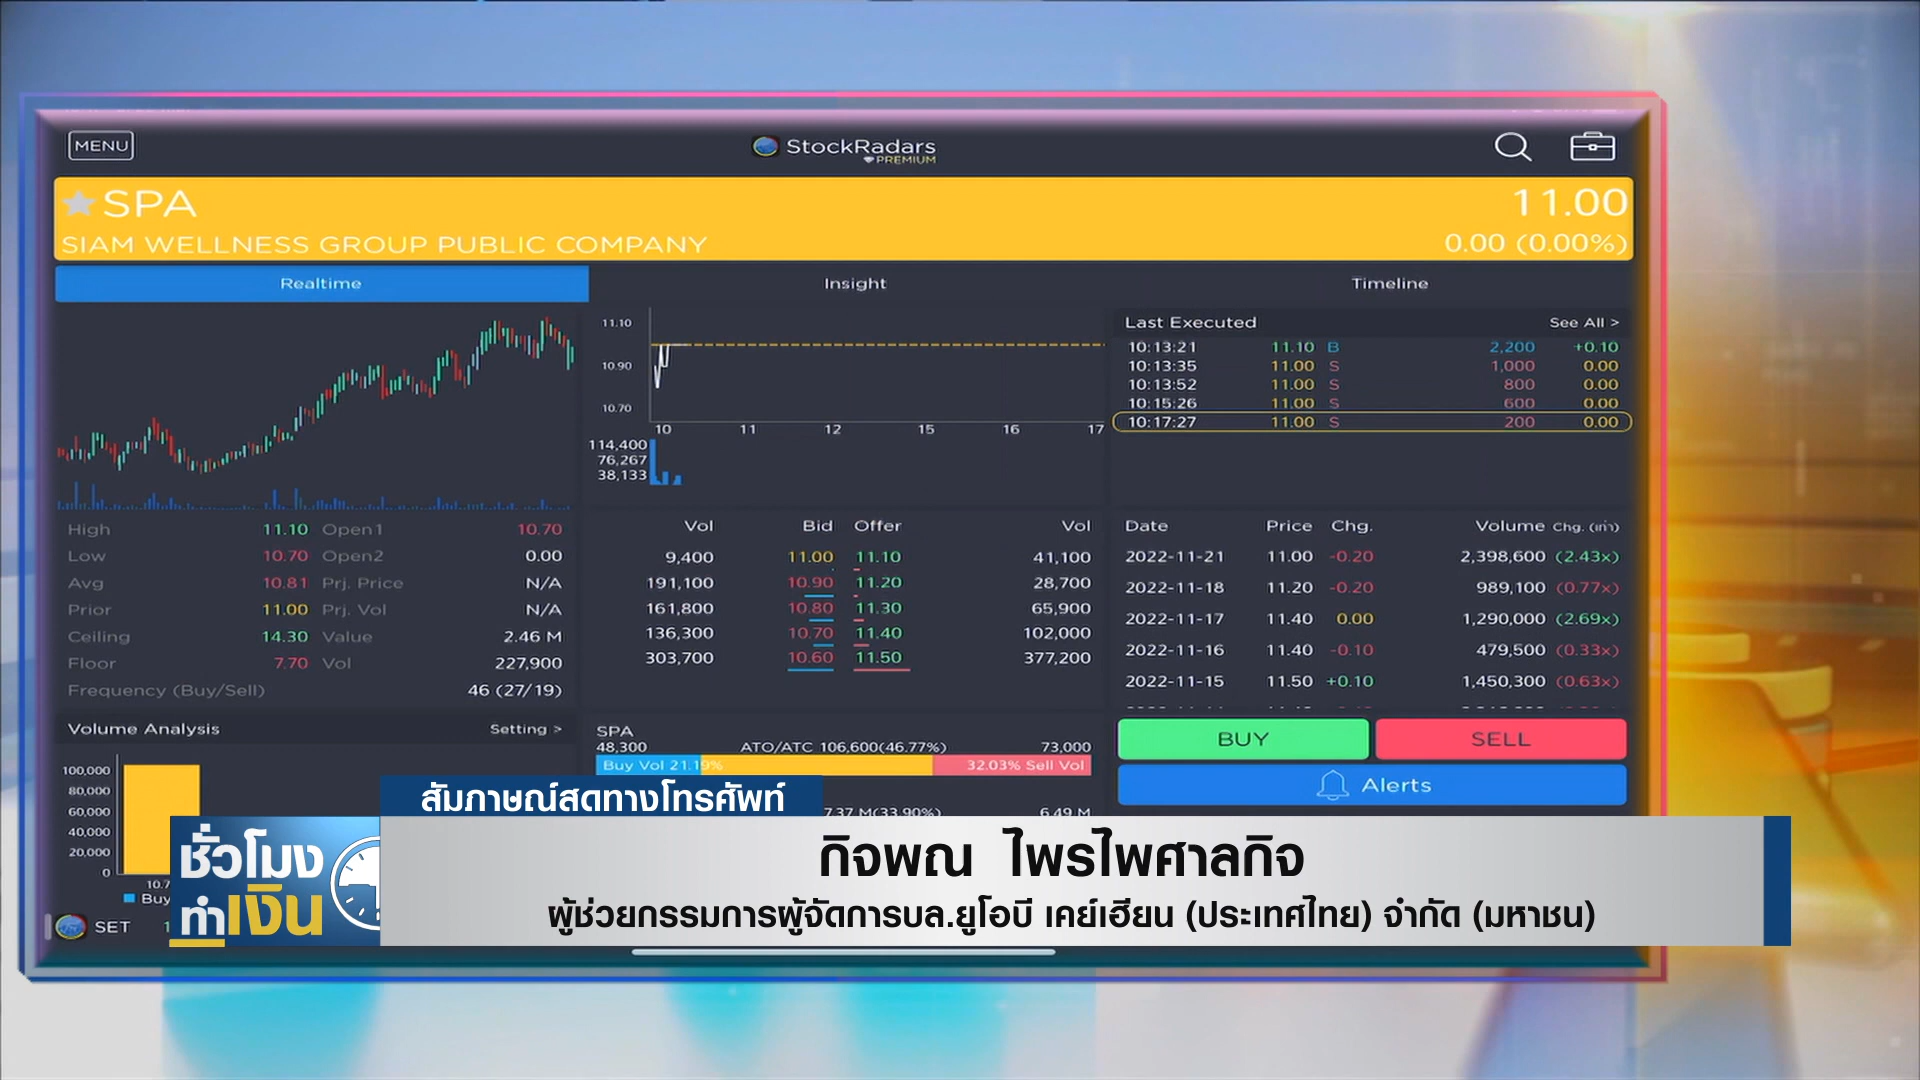 MENU
StockRadars
PREMIUM
SPA
11.00
SIAM WELLNESS GROUP PUBLIC COMPANY
0.00 (0.00%)
Realtime
Insight
Timeline
11.10
10.90
10.70
10 11 12 15 16 17
114,400
76,267
38,133
Last Executed See All >
10:13:21 11.10 B 2,200 +0.10
10:13:35 11.00 S 1,000 0.00
10:13:52 11.00 S 800 0.00
10:15:26 11.00 S 600 0.00
10:17:27 11.00 S 200 0.00
High 11.10 Open1 10.70
Low 10.70 Open2 0.00
Avg 10.81 Prj. Price N/A
Prior 11.00 Prj. Vol N/A
Ceiling 14.30 Value 2.46 M
Floor 7.70 Vol 227,900
Frequency (Buy/Sell) 46 (27/19)
Vol Bid Offer Vol
9,400 11.00 11.10 41,100
191,100 10.90 11.20 28,700
161,800 10.80 11.30 65,900
136,300 10.70 11.40 102,000
303,700 10.60 11.50 377,200
Date Price Chg. Volume Chg. (เท่า)
2022-11-21 11.00 -0.20 2,398,600 (2.43x)
2022-11-18 11.20 -0.20 989,100 (0.77x)
2022-11-17 11.40 0.00 1,290,000 (2.69x)
2022-11-16 11.40 -0.10 479,500 (0.33x)
2022-11-15 11.50 +0.10 1,450,300 (0.63x)
Volume Analysis Setting >
100,000
80,000
60,000
40,000
20,000
0
10.7
Buy
SPA
48,300 ATO/ATC 106,600(46.77%) 73,000
Buy Vol 21.19% 32.03% Sell Vol
7.37 M(33.90%) 6.49 M
BUY
SELL
Alerts
SET
สัมภาษณ์สดทางโทรศัพท์
ชั่วโมง
ทำเงิน
กิจพณ ไพรไพศาลกิจ
ผู้ช่วยกรรมการผู้จัดการบล.ยูโอบี เคย์เฮียน (ประเทศไทย) จำกัด (มหาชน)